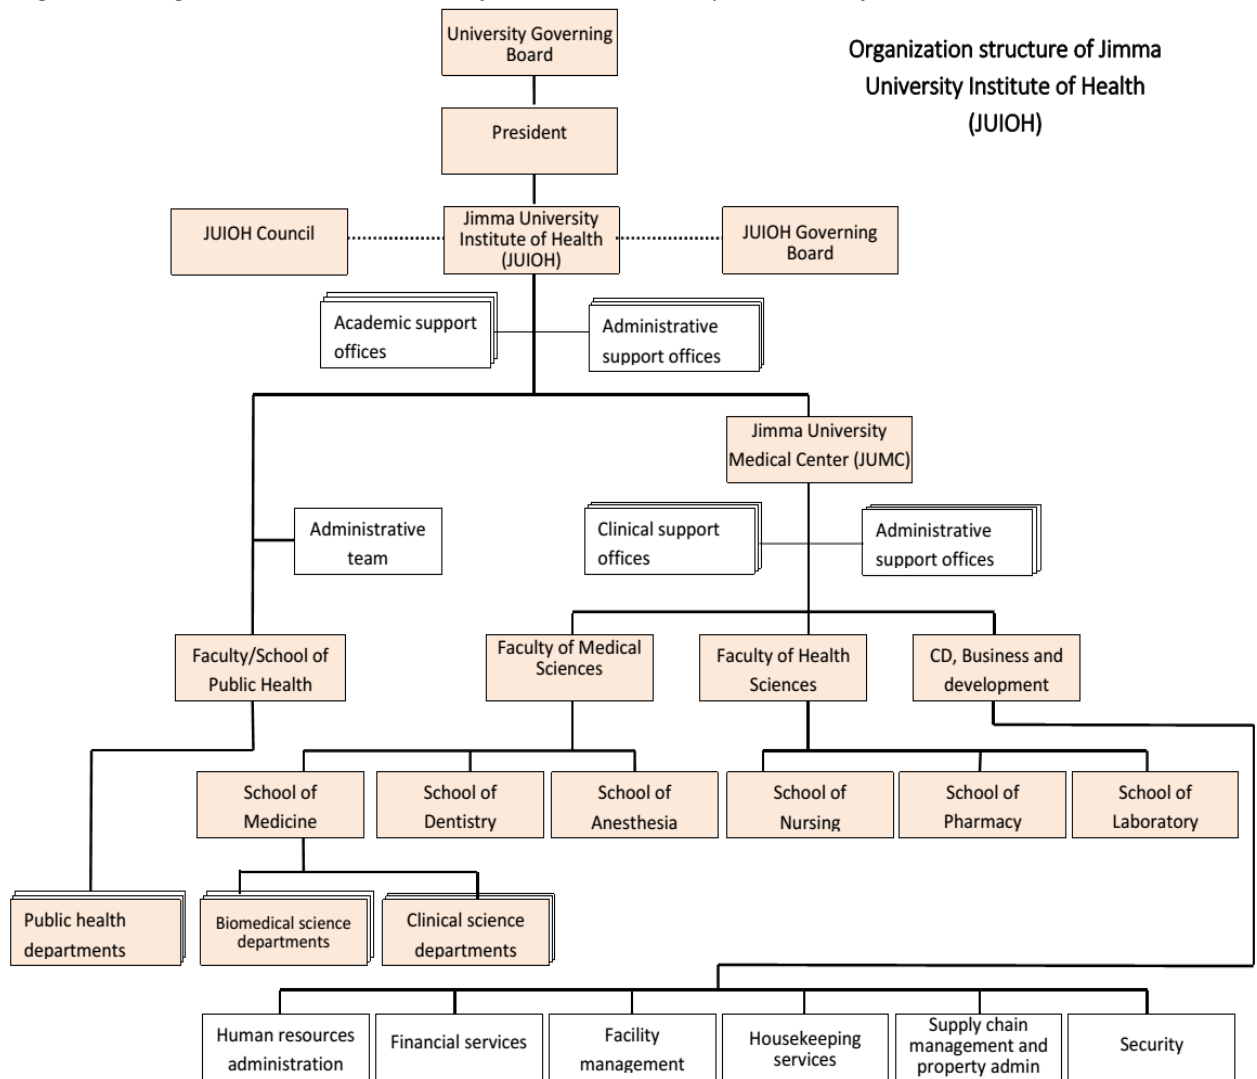 University Governing
Board
Organization structure of Jimma
University Institute of Health
(JUIOH)
President
JUIOH Council
Jimma University
Institute of Health
(JUIOH)
JUIOH Governing
Board
Academic support
offices
Administrative
support offices
Jimma University
Medical Center (JUMC)
Administrative
team
Clinical support
offices
Administrative
support offices
Faculty/School of
Public Health
Faculty of Medical
Sciences
Faculty of Health
Sciences
CD, Business and
development
School of
Medicine
School of
Dentistry
School of
Anesthesia
School of
Nursing
School of
Pharmacy
School of
Laboratory
Public health
departments
Biomedical science
departments
Clinical science
departments
Human resources
administration
Financial services
Facility
management
Housekeeping
services
Supply chain
management and
property admin
Security